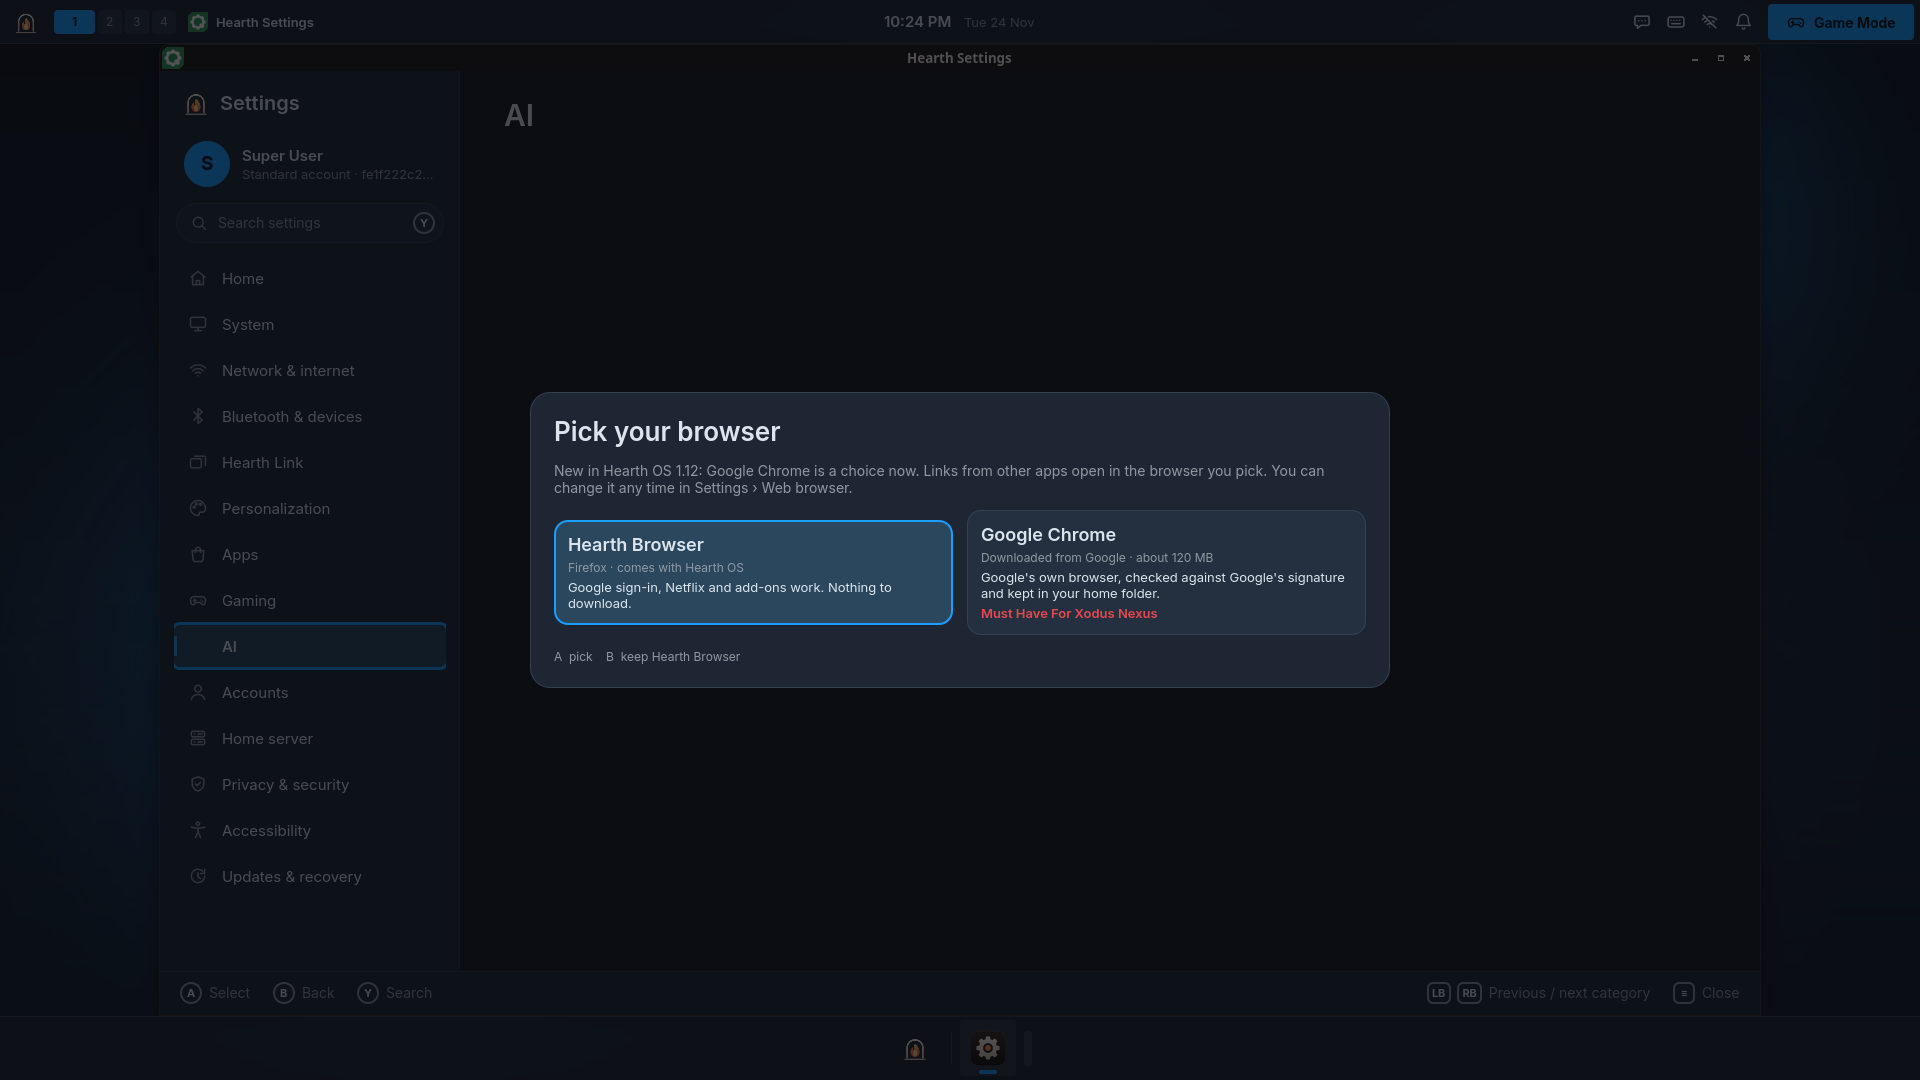 1 2 3 4 Hearth Settings 10:24 PM Tue 24 Nov Game Mode
Hearth Settings
Settings
S
Super User
Standard account · fe1f222c2...
Search settings Y
Home
System
Network & internet
Bluetooth & devices
Hearth Link
Personalization
Apps
Gaming
AI
Accounts
Home server
Privacy & security
Accessibility
Updates & recovery
AI
Pick your browser
New in Hearth OS 1.12: Google Chrome is a choice now. Links from other apps open in the browser you pick. You can
change it any time in Settings › Web browser.
Hearth Browser
Firefox · comes with Hearth OS
Google sign-in, Netflix and add-ons work. Nothing to
download.
Google Chrome
Downloaded from Google · about 120 MB
Google's own browser, checked against Google's signature
and kept in your home folder.
Must Have For Xodus Nexus
A pick B keep Hearth Browser
A Select B Back Y Search LB RB Previous / next category ≡ Close